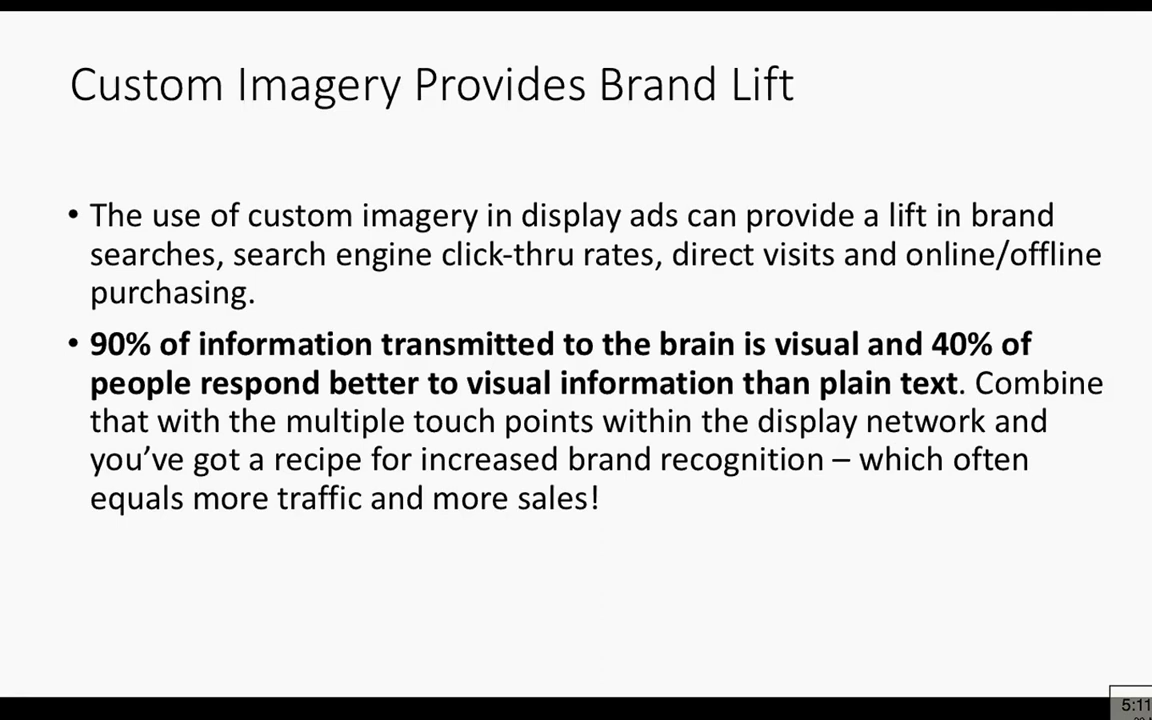 Custom Imagery Provides Brand Lift
• The use of custom imagery in display ads can provide a lift in brand
searches, search engine click-thru rates, direct visits and online/offline
purchasing.
• 90% of information transmitted to the brain is visual and 40% of
people respond better to visual information than plain text. Combine
that with the multiple touch points within the display network and
you’ve got a recipe for increased brand recognition – which often
equals more traffic and more sales!
5:11